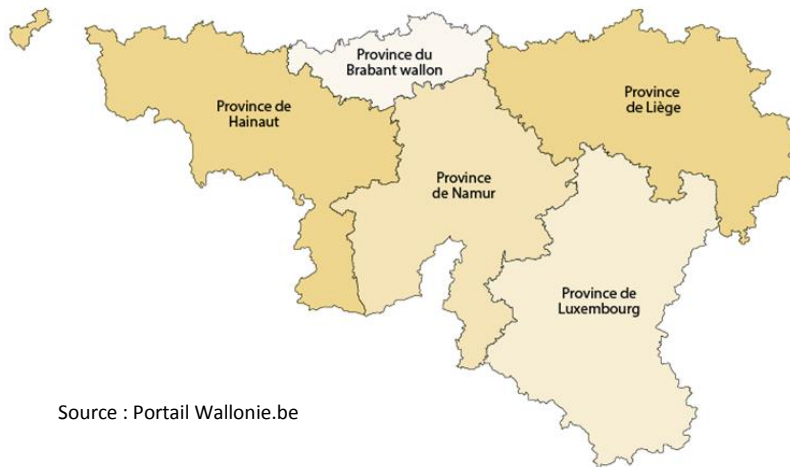 Province du
Brabant wallon
Province de
Hainaut
Province
de Liège
Province
de Namur
Province de
Luxembourg
Source : Portail Wallonie.be